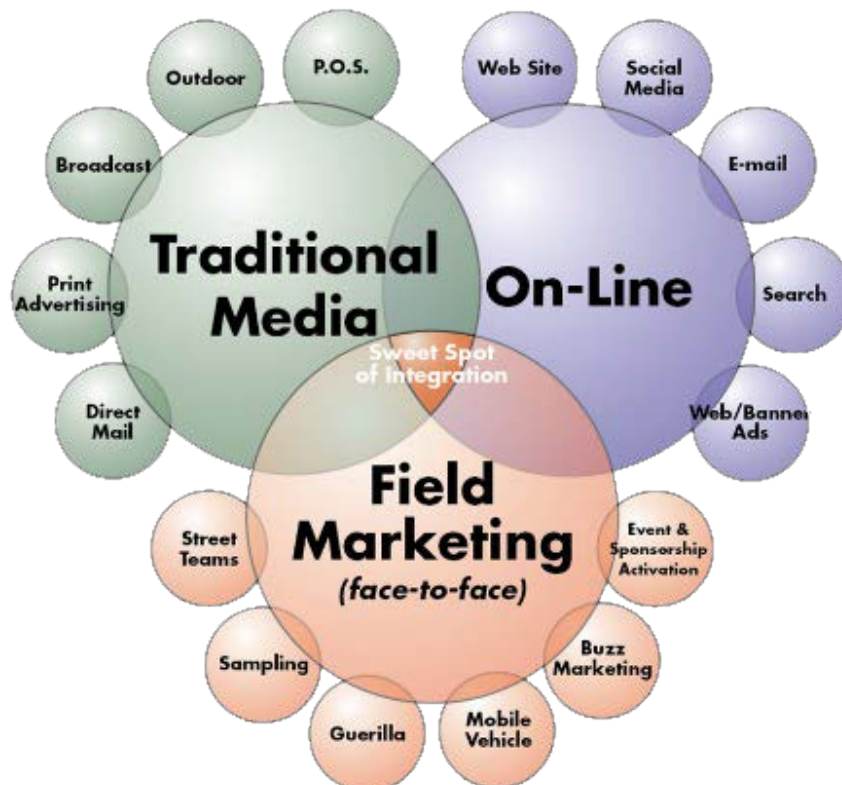 P.O.S.
Outdoor
Broadcast
Print
Advertising
Direct
Mail
Traditional
Media
Web Site
Social
Media
E-mail
Search
Web/Banner
Ads
On-Line
Sweet Spot
of Integration
Field
Marketing
(face-to-face)
Street
Teams
Sampling
Guerilla
Mobile
Vehicle
Buzz
Marketing
Event &
Sponsorship
Activation